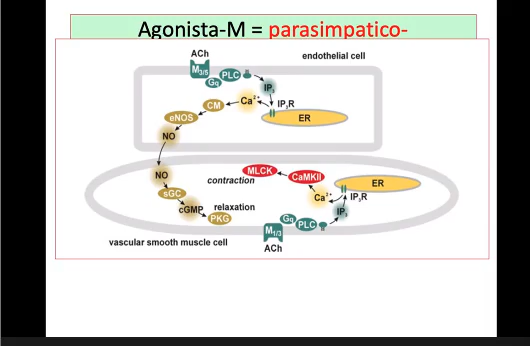 Agonista-M = parasimpatico-
ACh
endothelial cell
M3/5
Gq
PLC
IP3
Ca2+
IP3R
CM
eNOS
ER
NO
NO
MLCK
CaMKII
ER
contraction
sGC
Ca2+
IP3R
cGMP
relaxation
PKG
IP3
Gq
PLC
M1/3
vascular smooth muscle cell
ACh